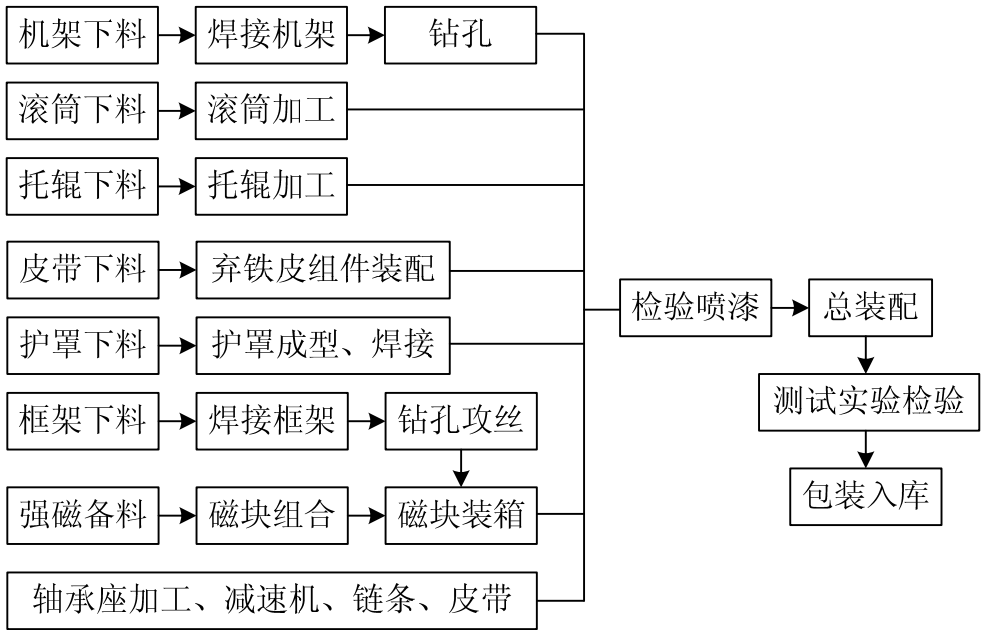 机架下料
焊接机架
钻孔
滚筒下料
滚筒加工
托辊下料
托辊加工
皮带下料
弃铁皮组件装配
护罩下料
护罩成型、焊接
框架下料
焊接框架
钻孔攻丝
强磁备料
磁块组合
磁块装箱
轴承座加工、减速机、链条、皮带
检验喷漆
总装配
测试实验检验
包装入库